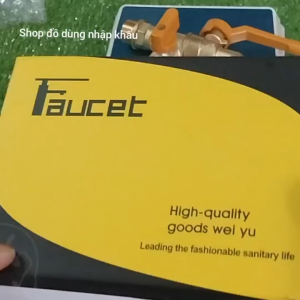 Shop đồ dùng nhập khẩu
Faucet
High-quality
goods wei yu
Leading the fashionable sanitary life